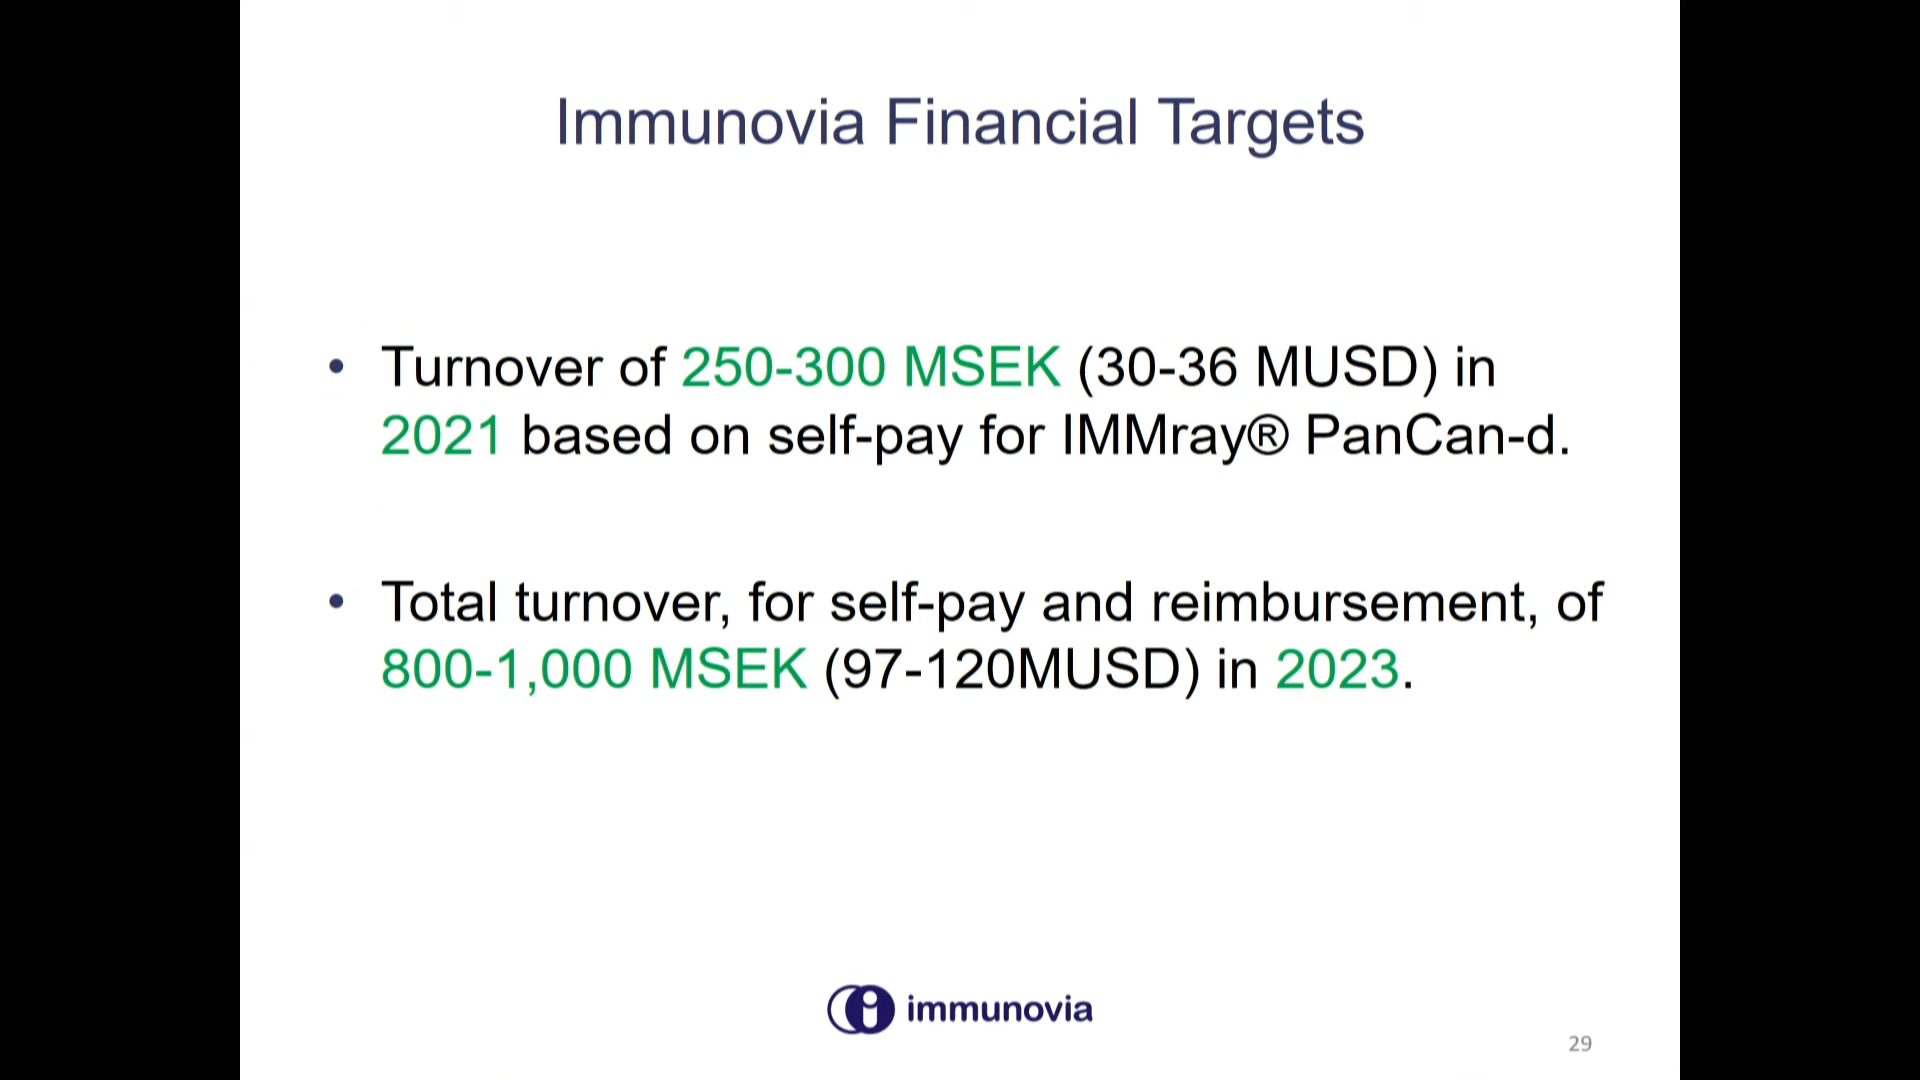 Immunovia Financial Targets
• Turnover of 250-300 MSEK (30-36 MUSD) in
2021 based on self-pay for IMMray® PanCan-d.
• Total turnover, for self-pay and reimbursement, of
800-1,000 MSEK (97-120MUSD) in 2023.
immunovia
29